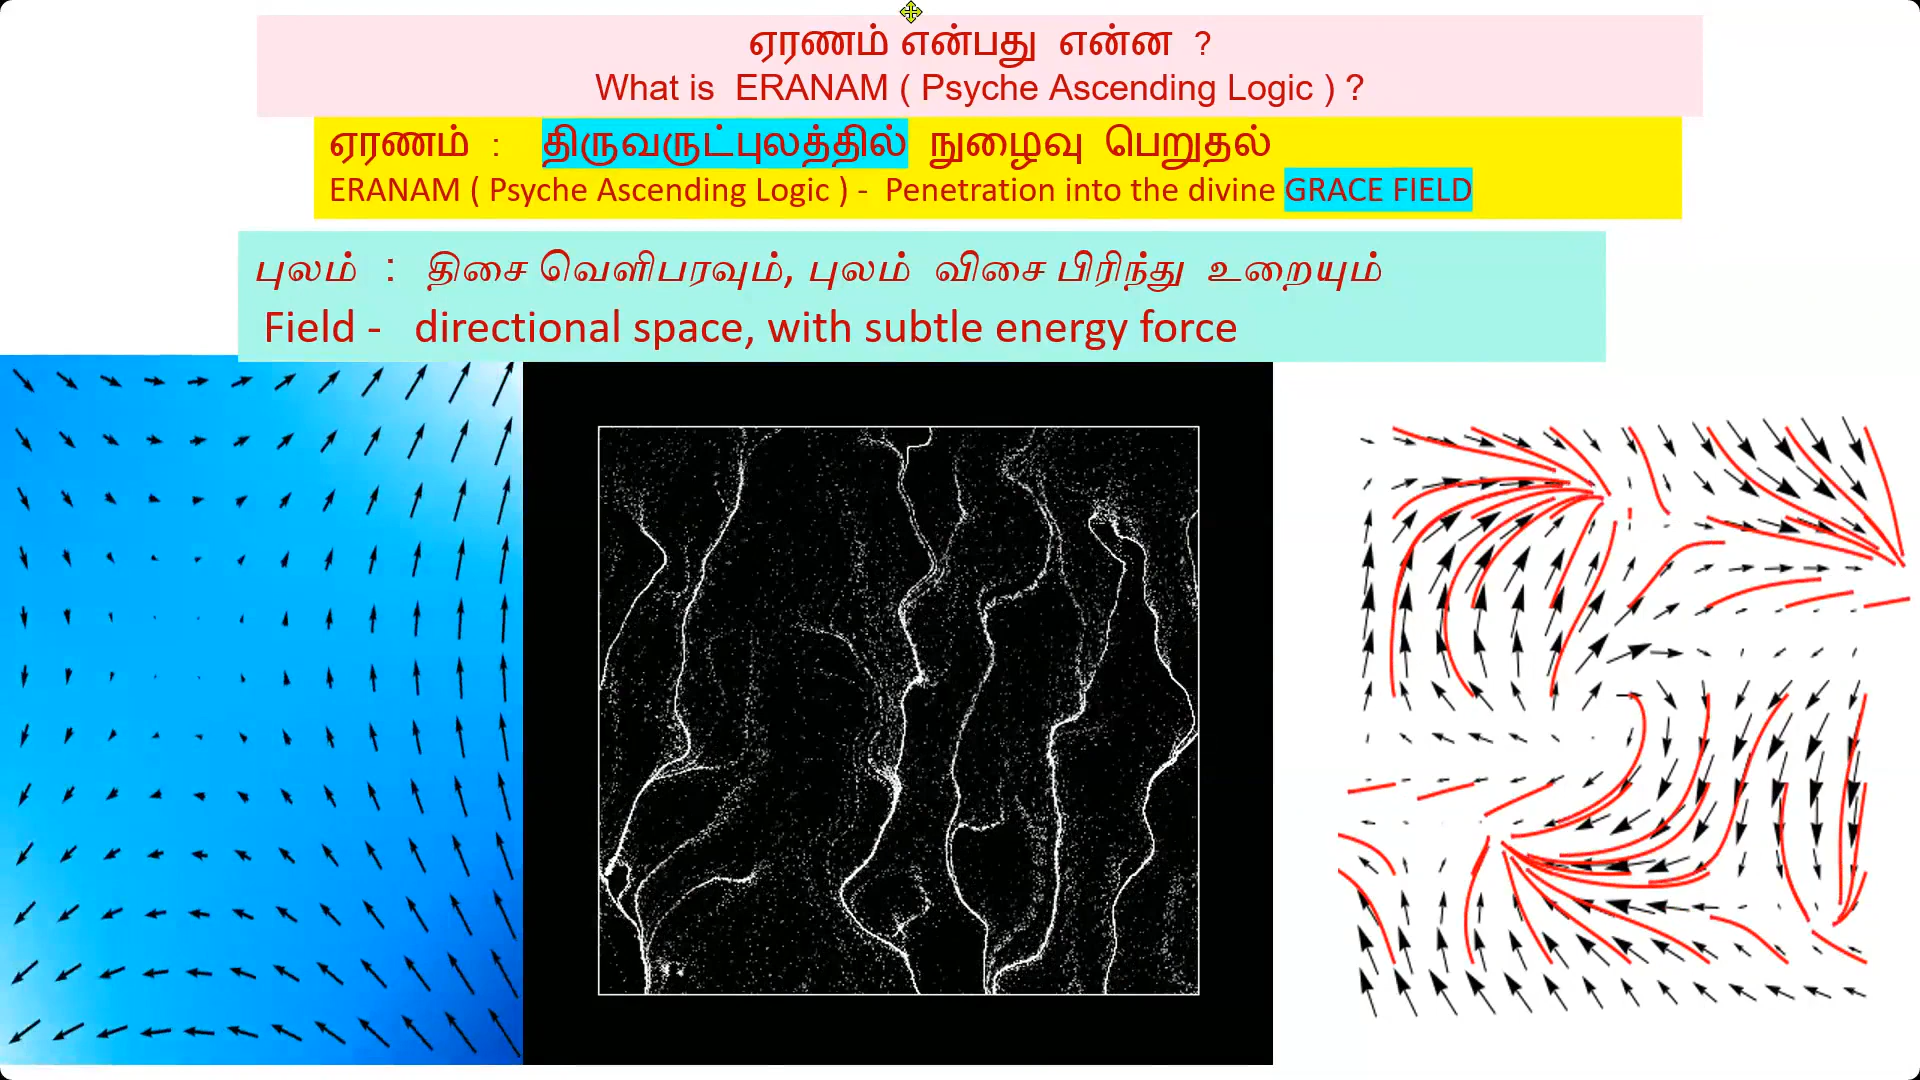 ஏரணம் என்பது என்ன ?
What is ERANAM ( Psyche Ascending Logic ) ?
ஏரணம் : திருவருட்புலத்தில் நுழைவு பெறுதல்
ERANAM ( Psyche Ascending Logic ) - Penetration into the divine GRACE FIELD
புலம் : திசை வெளிபரவும், புலம் விசை பிரிந்து உறையும்
Field - directional space, with subtle energy force